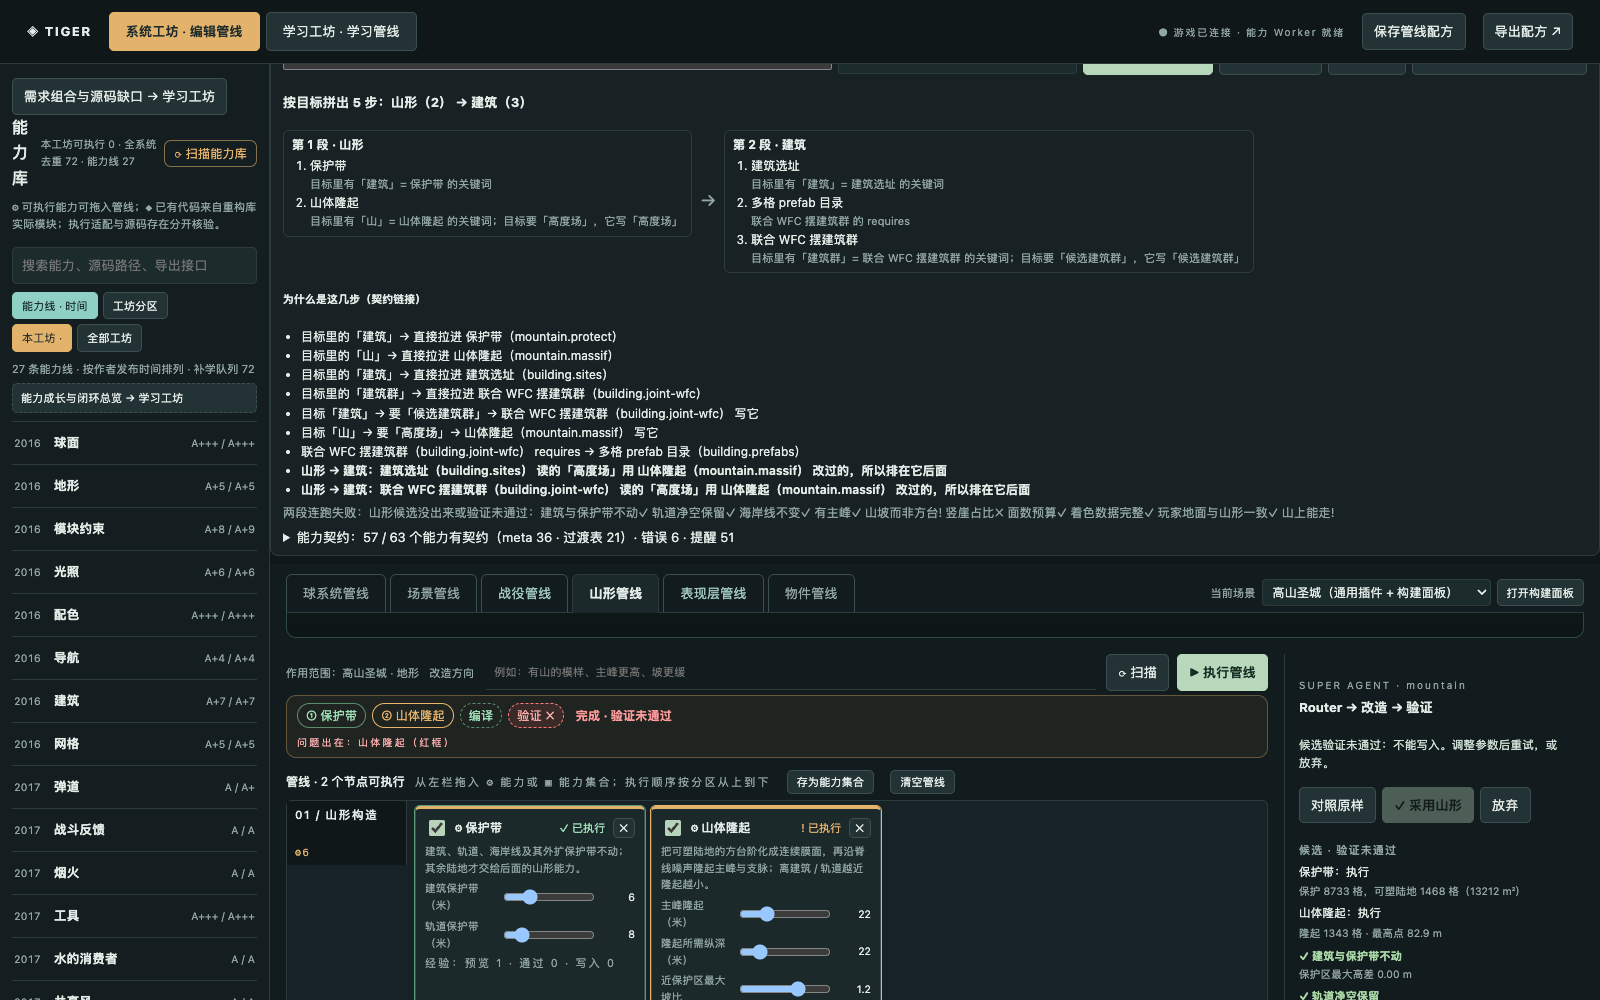 ◈ TIGER
系统工坊 · 编辑管线
学习工坊 · 学习管线
游戏已连接 · 能力 Worker 就绪
保存管线配方
导出配方 ↗
需求组合与源码缺口 → 学习工坊
能力库
本工坊可执行 0 · 全系统去重 72 · 能力线 27
⟳ 扫描能力库
⚙ 可执行能力可拖入管线；◆ 已有代码来自重构库实际模块；执行适配与源码存在分开核验。
搜索能力、源码路径、导出接口
能力线 · 时间
工坊分区
本工坊 ·
全部工坊
27 条能力线 · 按作者发布时间排列 · 补学队列 72
能力成长与闭环总览 → 学习工坊
2016 球面 A+++ / A+++
2016 地形 A+5 / A+5
2016 模块约束 A+8 / A+9
2016 光照 A+6 / A+6
2016 配色 A+++ / A+++
2016 导航 A+4 / A+4
2016 建筑 A+7 / A+7
2016 网格 A+5 / A+5
2017 弹道 A / A+
2017 战斗反馈 A / A
2017 烟火 A / A
2017 工具 A+++ / A+++
2017 水的消费者 A / A
按目标拼出 5 步：山形（2） → 建筑（3）
第 1 段 · 山形
1. 保护带
目标里有「建筑」= 保护带 的关键词
2. 山体隆起
目标里有「山」= 山体隆起 的关键词；目标要「高度场」，它写「高度场」
→
第 2 段 · 建筑
1. 建筑选址
目标里有「建筑」= 建筑选址 的关键词
2. 多格 prefab 目录
联合 WFC 摆建筑群 的 requires
3. 联合 WFC 摆建筑群
目标里有「建筑群」= 联合 WFC 摆建筑群 的关键词；目标要「候选建筑群」，它写「候选建筑群」
为什么是这几步（契约链接）
• 目标里的「建筑」→ 直接拉进 保护带（mountain.protect）
• 目标里的「山」→ 直接拉进 山体隆起（mountain.massif）
• 目标里的「建筑」→ 直接拉进 建筑选址（building.sites）
• 目标里的「建筑群」→ 直接拉进 联合 WFC 摆建筑群（building.joint-wfc）
• 目标「建筑」→ 要「候选建筑群」→ 联合 WFC 摆建筑群（building.joint-wfc） 写它
• 目标「山」→ 要「高度场」→ 山体隆起（mountain.massif） 写它
• 联合 WFC 摆建筑群（building.joint-wfc） requires → 多格 prefab 目录（building.prefabs）
• 山形 → 建筑：建筑选址（building.sites） 读的「高度场」用 山体隆起（mountain.massif） 改过的，所以排在它后面
• 山形 → 建筑：联合 WFC 摆建筑群（building.joint-wfc） 读的「高度场」用 山体隆起（mountain.massif） 改过的，所以排在它后面
两段连跑失败：山形候选没出来或验证未通过：建筑与保护带不动✓ 轨道净空保留✓ 海岸线不变✓ 有主峰✓ 山坡而非方台! 竖崖占比✕ 面数预算✓ 着色数据完整✓ 玩家地面与山形一致✓ 山上能走!
▶ 能力契约：57 / 63 个能力有契约（meta 36 · 过渡表 21）· 错误 6 · 提醒 51
球系统管线
场景管线
战役管线
山形管线
表现层管线
物件管线
当前场景
高山圣城（通用插件 + 构建面板）
打开构建面板
作用范围：高山圣城 · 地形
改造方向
例如：有山的模样、主峰更高、坡更缓
⟳ 扫描
▶ 执行管线
① 保护带
② 山体隆起
编译
验证 ✕
完成 · 验证未通过
问题出在：山体隆起（红框）
管线 · 2 个节点可执行
从左栏拖入 ⚙ 能力或 ▣ 能力集合；执行顺序按分区从上到下
存为能力集合
清空管线
01 / 山形构造
⚙6
⚙ 保护带
✓ 已执行
✕
建筑、轨道、海岸线及其外扩保护带不动；其余陆地才交给后面的山形能力。
建筑保护带（米） 6
轨道保护带（米） 8
经验：预览 1 · 通过 0 · 写入 0
⚙ 山体隆起
! 已执行
✕
把可塑陆地的方台阶化成连续膜面，再沿脊线噪声隆起主峰与支脉；离建筑 / 轨道越近隆起越小。
主峰隆起（米） 22
隆起所需纵深（米） 22
近保护区最大坡比 1.2
SUPER AGENT · mountain
Router → 改造 → 验证
候选验证未通过：不能写入。调整参数后重试，或放弃。
对照原样
✓ 采用山形
放弃
候选 · 验证未通过
保护带：执行
保护 8733 格，可塑陆地 1468 格（13212 m²）
山体隆起：执行
隆起 1343 格 · 最高点 82.9 m
✓ 建筑与保护带不动
保护区最大高差 0.00 m
✓ 轨道净空保留